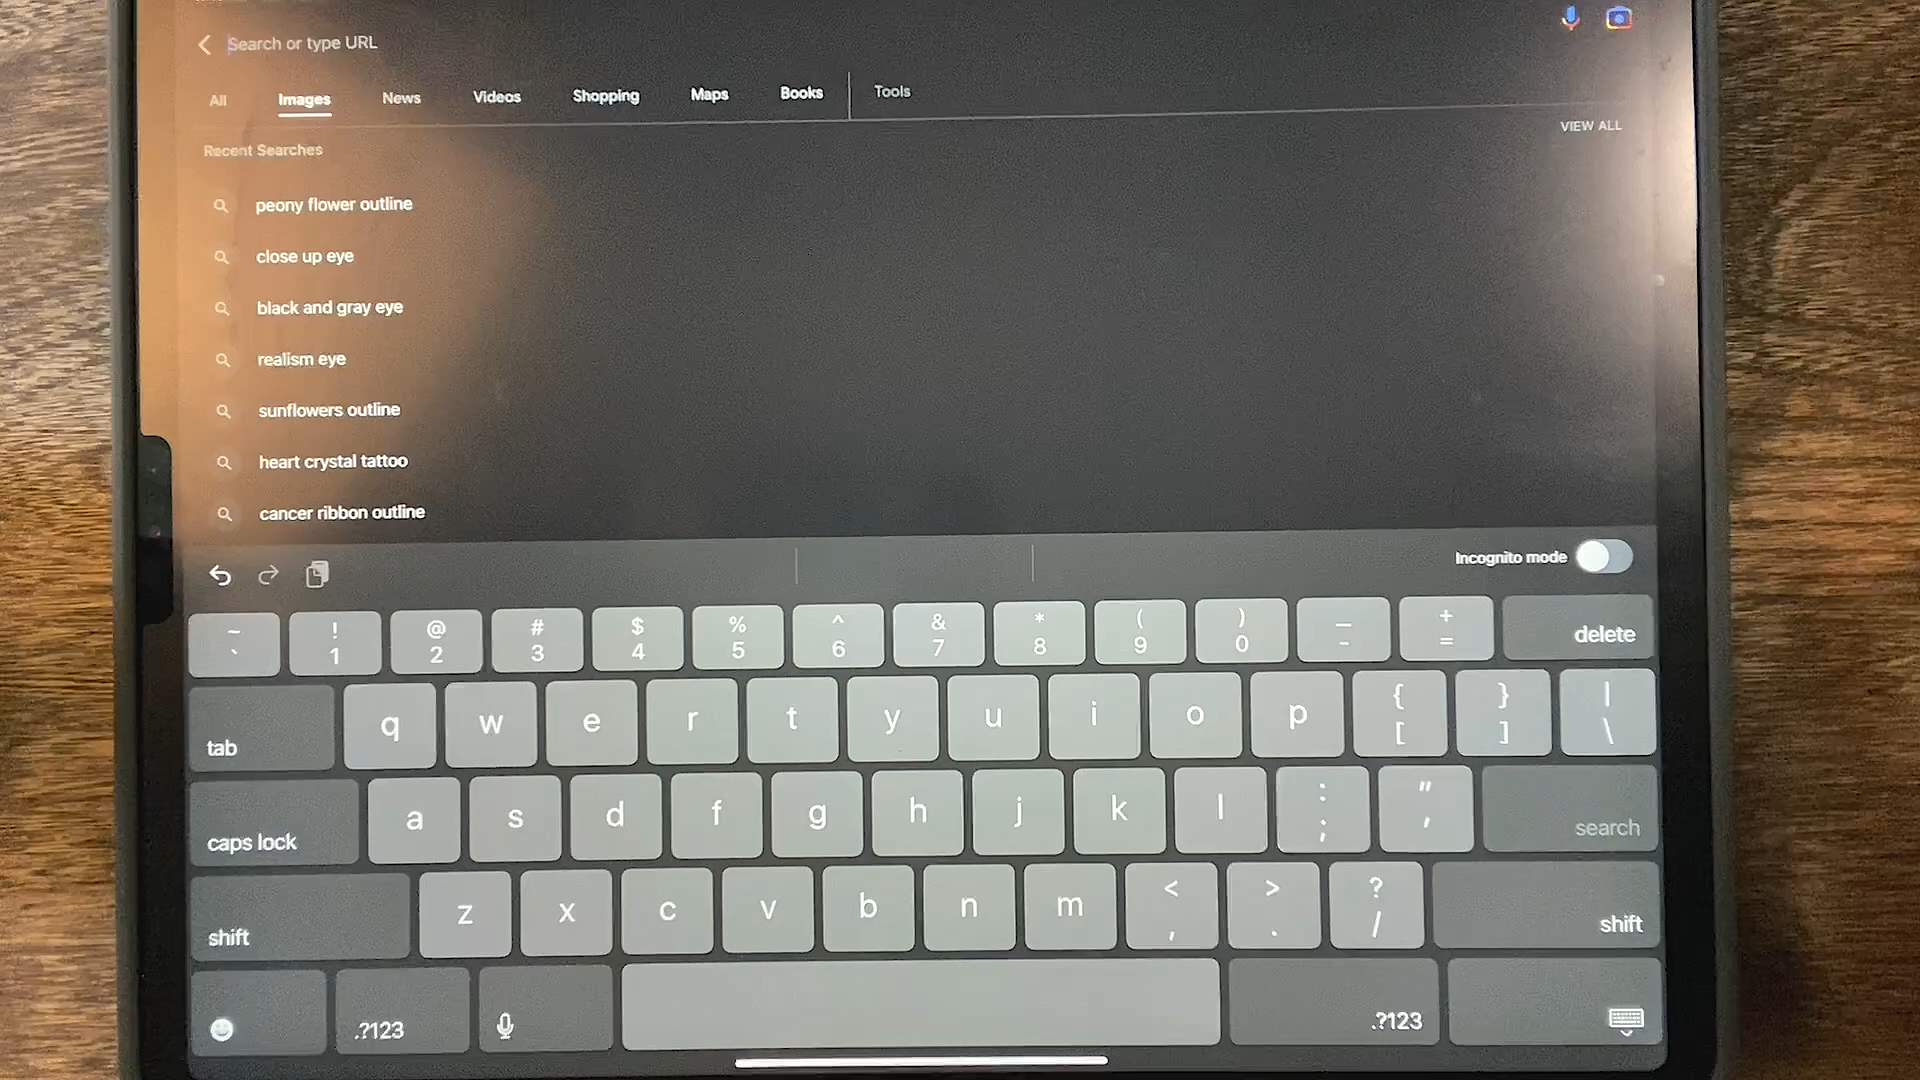 Search or type URL
All Images News Videos Shopping Maps Books Tools
VIEW ALL
Recent Searches
peony flower outline
close up eye
black and gray eye
realism eye
sunflowers outline
heart crystal tattoo
cancer ribbon outline
Incognito mode
~ ! @ # $ % ^ & * ( ) — +
` 1 2 3 4 5 6 7 8 9 0 - = delete
tab q w e r t y u i o p { [ } ] | \
caps lock a s d f g h j k l : ; " ' search
shift z x c v b n m < , > . ? / shift
.?123 .?123